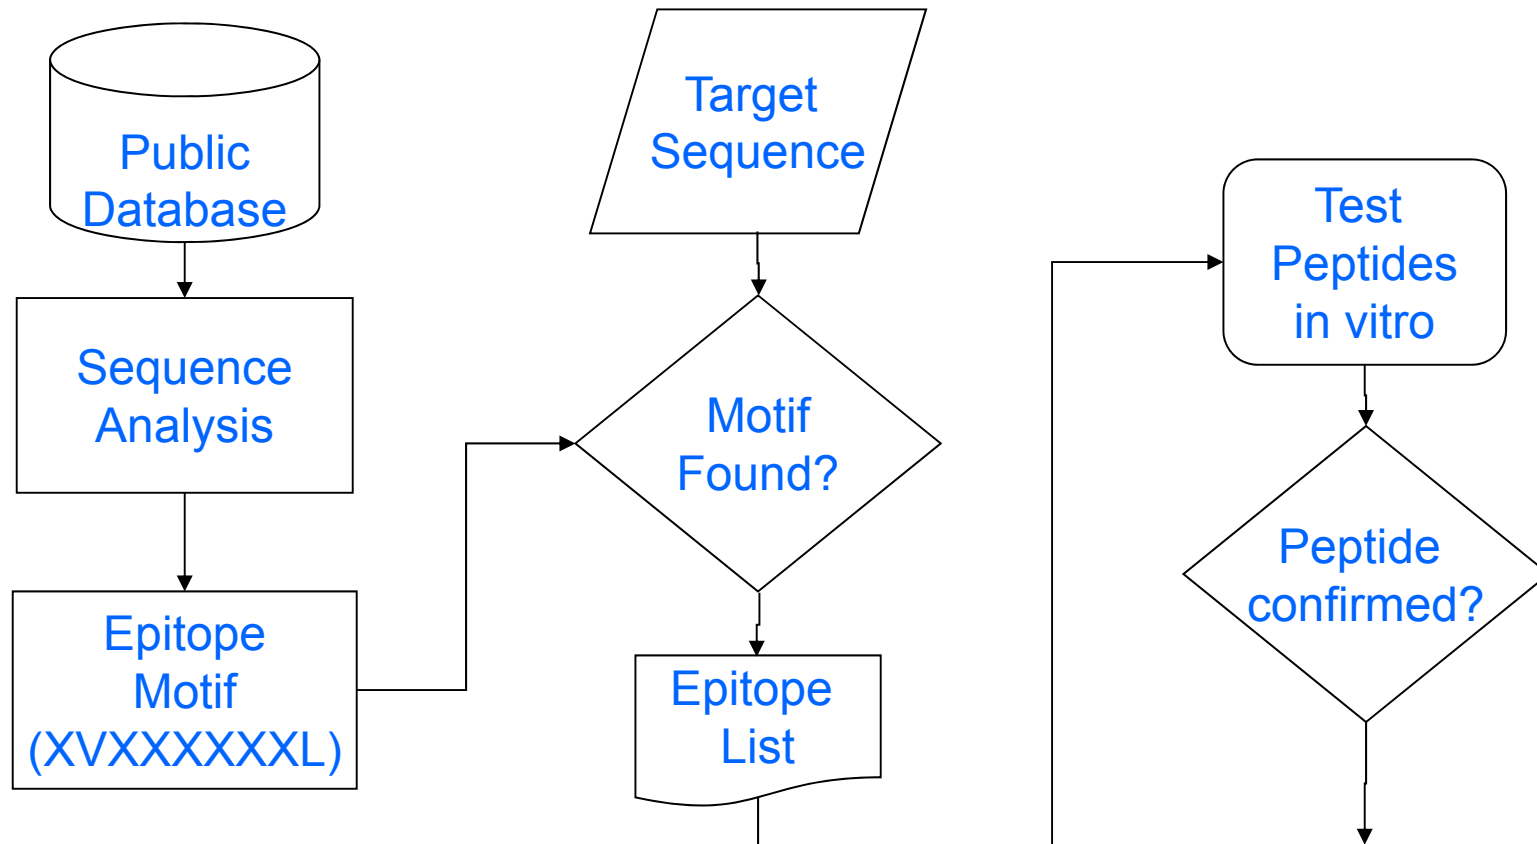 Public
Database
Sequence
Analysis
Epitope
Motif
(XVXXXXXXL)
Target
Sequence
Motif
Found?
Epitope
List
Test
Peptides
in vitro
Peptide
confirmed?